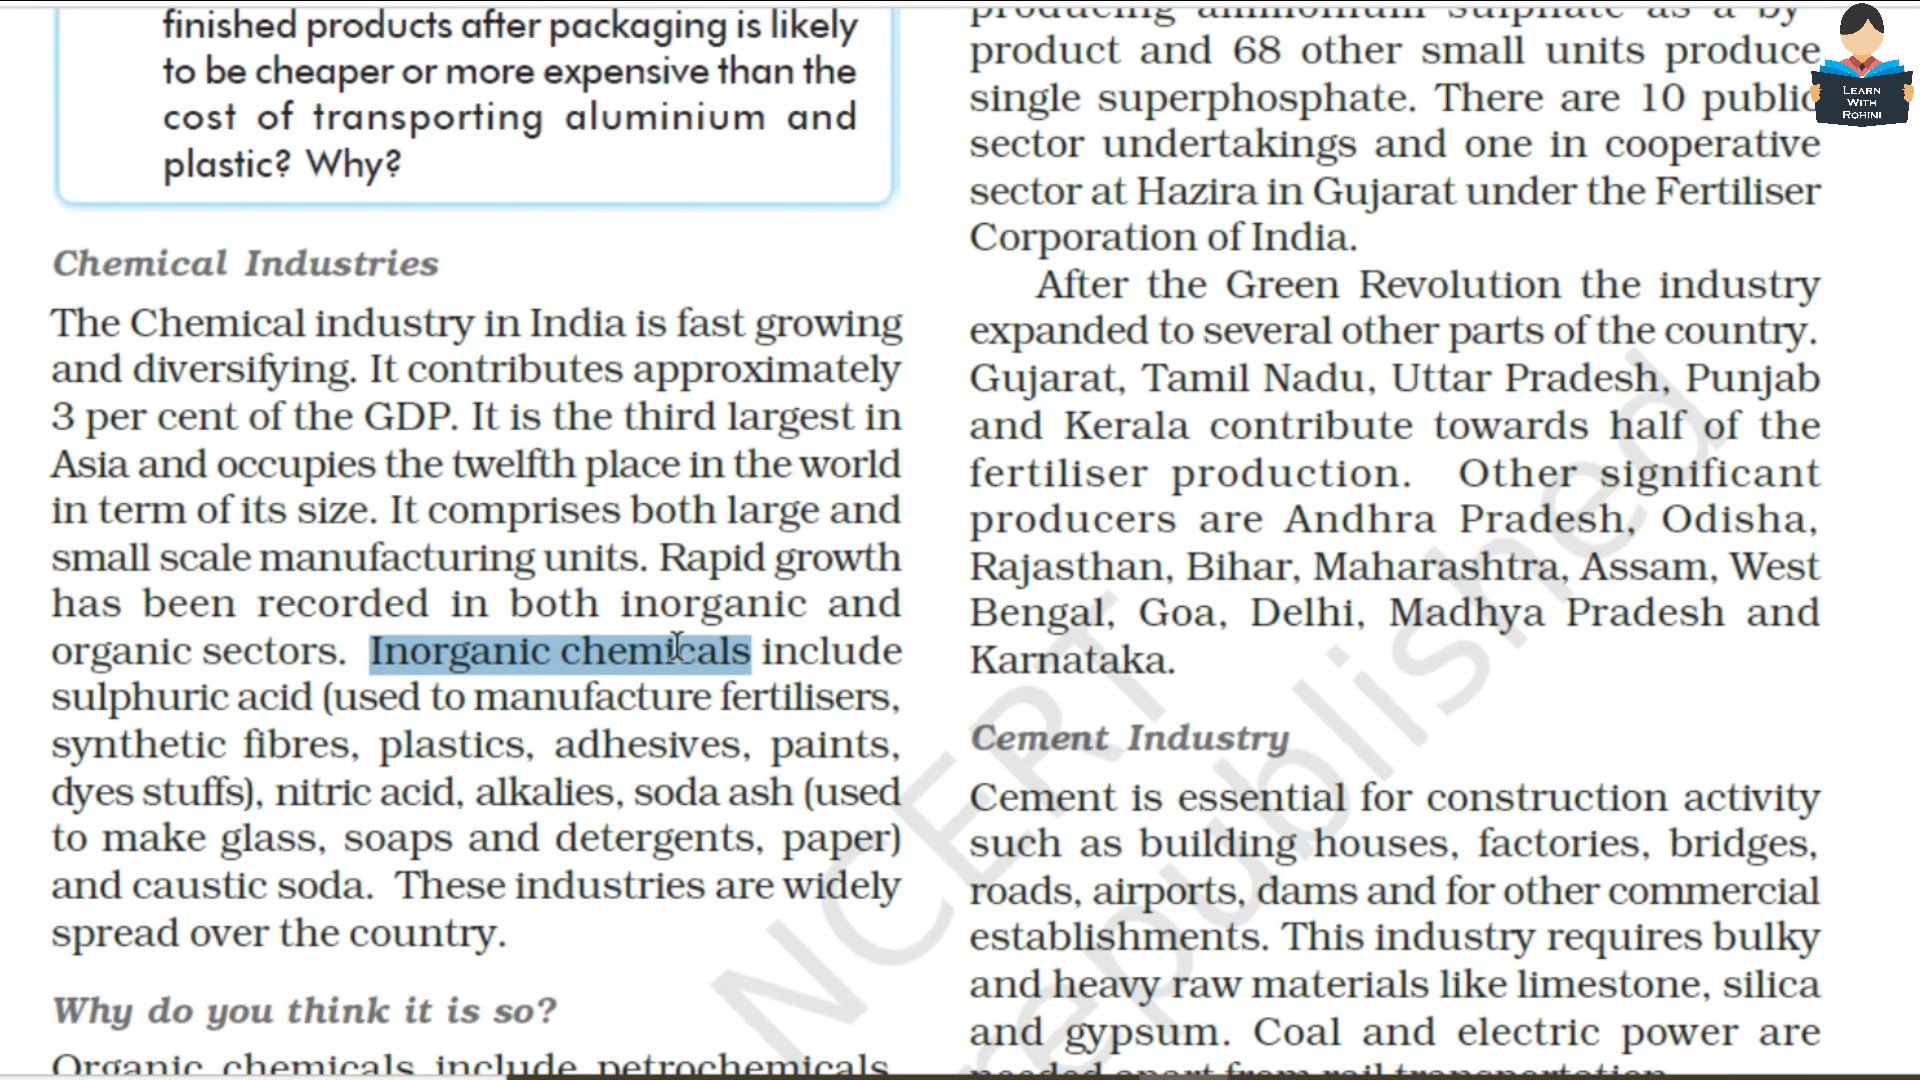 finished products after packaging is likely
to be cheaper or more expensive than the
cost of transporting aluminium and
plastic? Why?
Chemical Industries
The Chemical industry in India is fast growing
and diversifying. It contributes approximately
3 per cent of the GDP. It is the third largest in
Asia and occupies the twelfth place in the world
in term of its size. It comprises both large and
small scale manufacturing units. Rapid growth
has been recorded in both inorganic and
organic sectors. Inorganic chemicals include
sulphuric acid (used to manufacture fertilisers,
synthetic fibres, plastics, adhesives, paints,
dyes stuffs), nitric acid, alkalies, soda ash (used
to make glass, soaps and detergents, paper)
and caustic soda. These industries are widely
spread over the country.
Why do you think it is so?
Organic chemicals include petrochemicals,
producing ammonium sulphate as a by-
product and 68 other small units produce
single superphosphate. There are 10 public
sector undertakings and one in cooperative
sector at Hazira in Gujarat under the Fertiliser
Corporation of India.
After the Green Revolution the industry
expanded to several other parts of the country.
Gujarat, Tamil Nadu, Uttar Pradesh, Punjab
and Kerala contribute towards half of the
fertiliser production. Other significant
producers are Andhra Pradesh, Odisha,
Rajasthan, Bihar, Maharashtra, Assam, West
Bengal, Goa, Delhi, Madhya Pradesh and
Karnataka.
Cement Industry
Cement is essential for construction activity
such as building houses, factories, bridges,
roads, airports, dams and for other commercial
establishments. This industry requires bulky
and heavy raw materials like limestone, silica
and gypsum. Coal and electric power are
needed apart from rail transportation.
NCERT
republished
LEARN
WITH
ROHINI